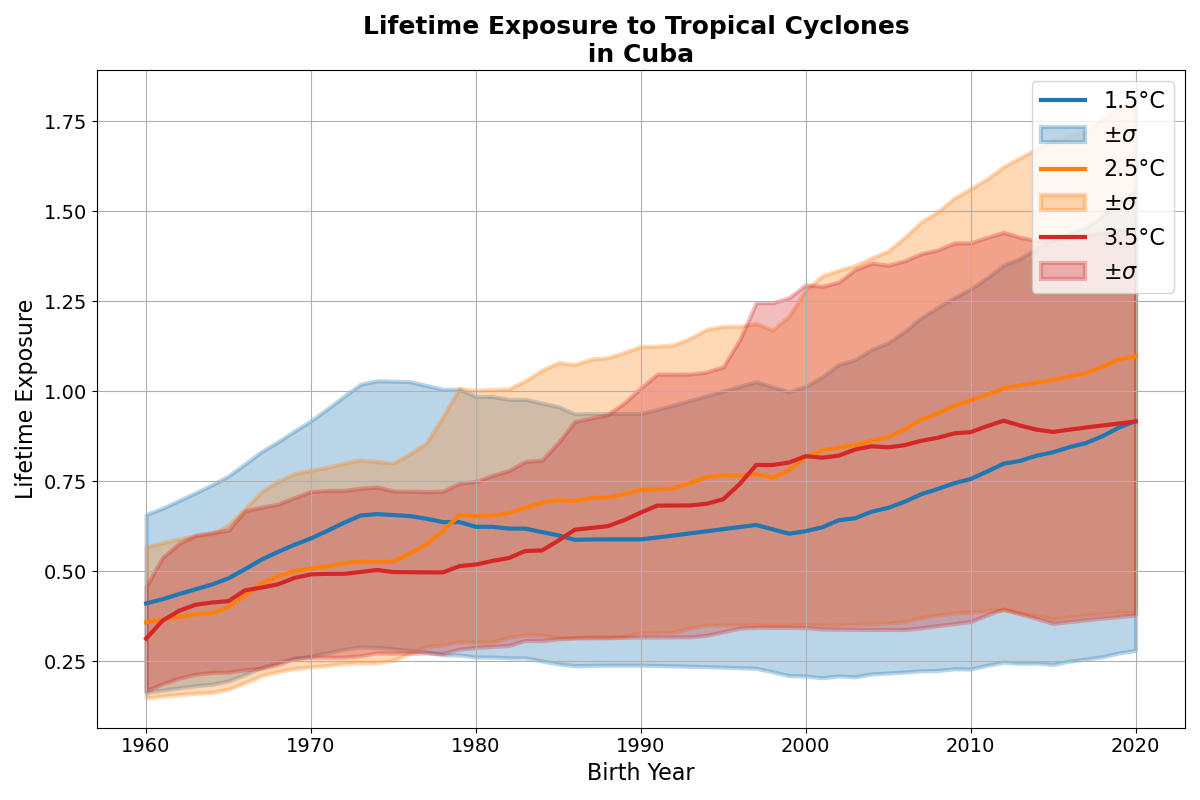 Lifetime Exposure to Tropical Cyclones
in Cuba
1.5°C
±σ
2.5°C
±σ
3.5°C
±σ
Lifetime Exposure
1.75
1.50
1.25
1.00
0.75
0.50
0.25
1960 1970 1980 1990 2000 2010 2020
Birth Year